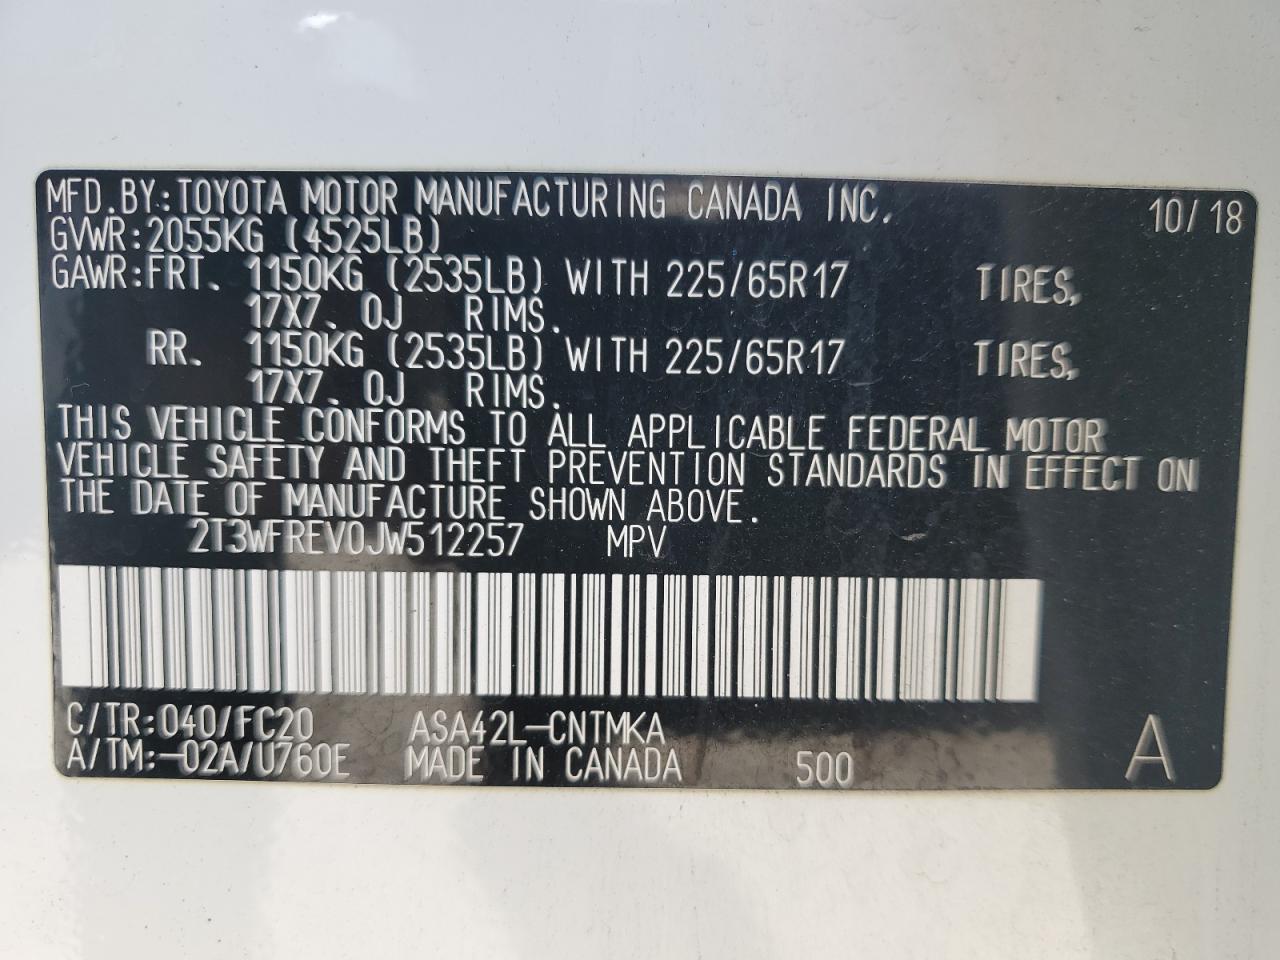 MFD.BY:TOYOTA MOTOR MANUFACTURING CANADA INC. 10/18
GVWR:2055KG (4525LB)
GAWR:FRT. 1150KG (2535LB) WITH 225/65R17 TIRES,
17X7.0J RIMS.
RR. 1150KG (2535LB) WITH 225/65R17 TIRES,
17X7.0J RIMS.
THIS VEHICLE CONFORMS TO ALL APPLICABLE FEDERAL MOTOR
VEHICLE SAFETY AND THEFT PREVENTION STANDARDS IN EFFECT ON
THE DATE OF MANUFACTURE SHOWN ABOVE.
2T3WFREV0JW512257 MPV
C/TR:040/FC20 ASA42L-CNTMKA
A/TM:-02A/U760E MADE IN CANADA 500 A